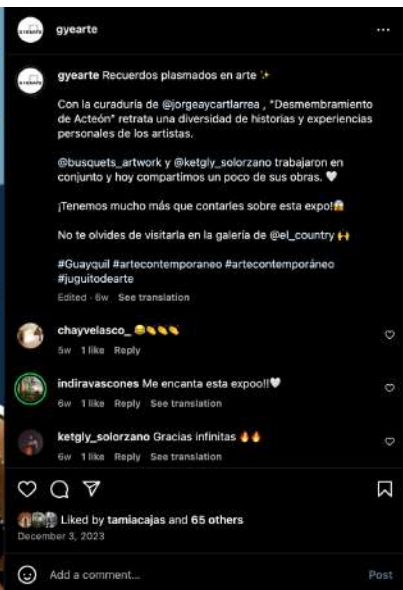 gyearte
gyearte Recuerdos plasmados en arte
Con la curaduría de @jorgeaycartlarrea , "Desmembramiento
de Acteón" retrata una diversidad de historias y experiencias
personales de los artistas.
@busquets_artwork y @ketgly_solorzano trabajaron en
conjunto y hoy compartimos un poco de sus obras. 🤍
¡Tenemos mucho más que contarles sobre esta expo!😱
No te olvides de visitarla en la galería de @el_country 🙌
#Guayquil #artecontemporaneo #artecontemporáneo
#juguitodearte
Edited · 6w See translation
chayvelasco_ 😂👏👏👏
5w 1 like Reply
indiravascones Me encanta esta expoo!!🤍
6w 1 like Reply See translation
ketgly_solorzano Gracias infinitas 🔥🔥
6w 1 like Reply See translation
Liked by tamiacajas and 65 others
December 3, 2023
Add a comment...
Post